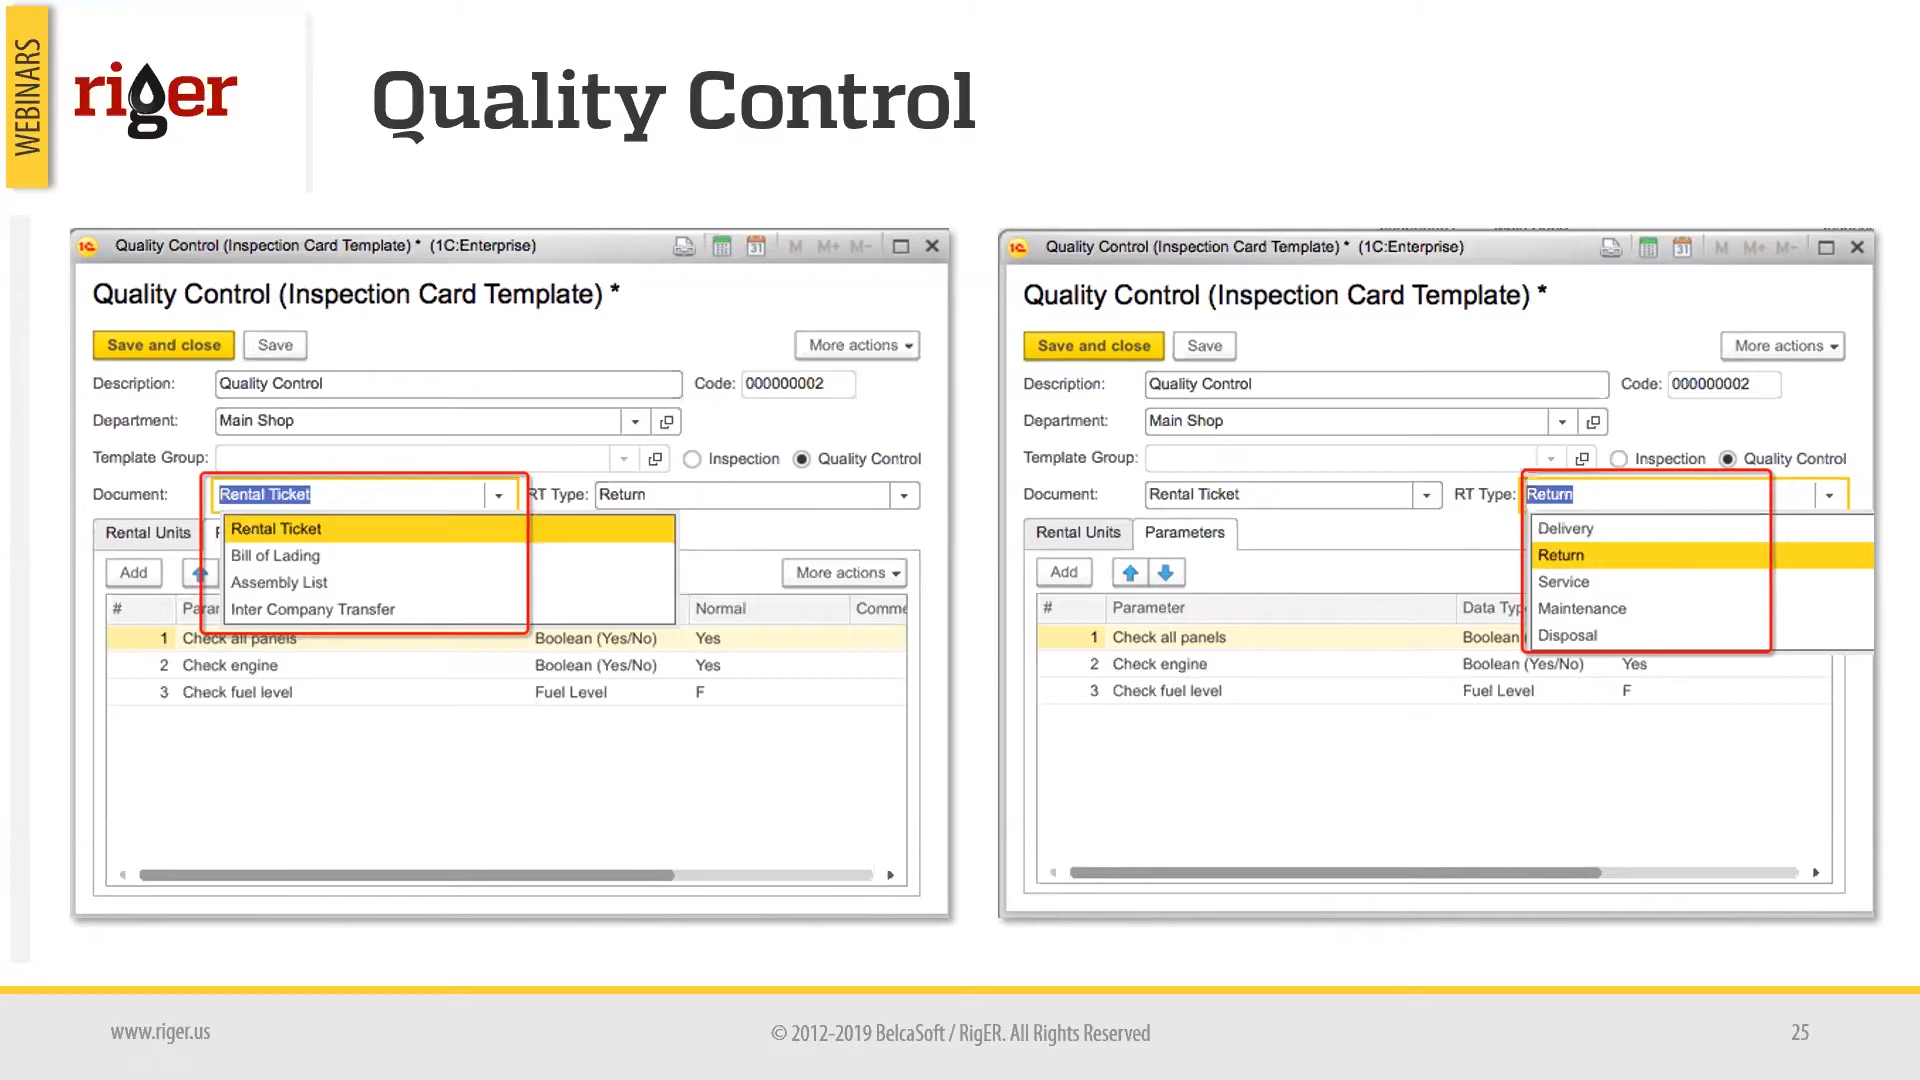 WEBINARS
riger
Quality Control
Quality Control (Inspection Card Template) * (1C:Enterprise)
31 M M+ M-
Quality Control (Inspection Card Template) *
Save and close Save More actions
Description: Quality Control Code: 000000002
Department: Main Shop
Template Group: Inspection Quality Control
Document: Rental Ticket RT Type: Return
Rental Units
Rental Ticket
Bill of Lading
Assembly List
Inter Company Transfer
Add More actions
# Parar Normal Comme
1 Check all panels Boolean (Yes/No) Yes
2 Check engine Boolean (Yes/No) Yes
3 Check fuel level Fuel Level F
Quality Control (Inspection Card Template) * (1C:Enterprise)
31 M M+ M-
Quality Control (Inspection Card Template) *
Save and close Save More actions
Description: Quality Control Code: 000000002
Department: Main Shop
Template Group: Inspection Quality Control
Document: Rental Ticket RT Type: Return
Rental Units Parameters
Delivery
Return
Service
Maintenance
Disposal
Add
# Parameter Data Typ
1 Check all panels Boolean
2 Check engine Boolean (Yes/No) Yes
3 Check fuel level Fuel Level F
www.riger.us
© 2012-2019 BelcaSoft / RigER. All Rights Reserved
25